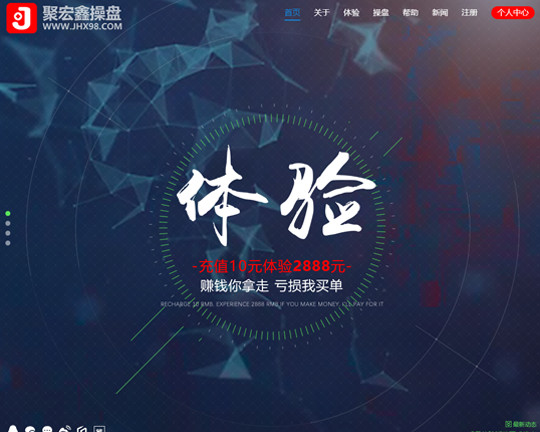 聚宏鑫操盘
WWW.JHX98.COM
首页 关于 体验 操盘 帮助 新闻 注册 个人中心
体验
-充值10元体验2888元-
赚钱你拿走 亏损我买单
RECHARGE 10 RMB, EXPERIENCE 2888 RMB,IF YOU MAKE MONEY, I'LL PAY FOR IT
最新动态